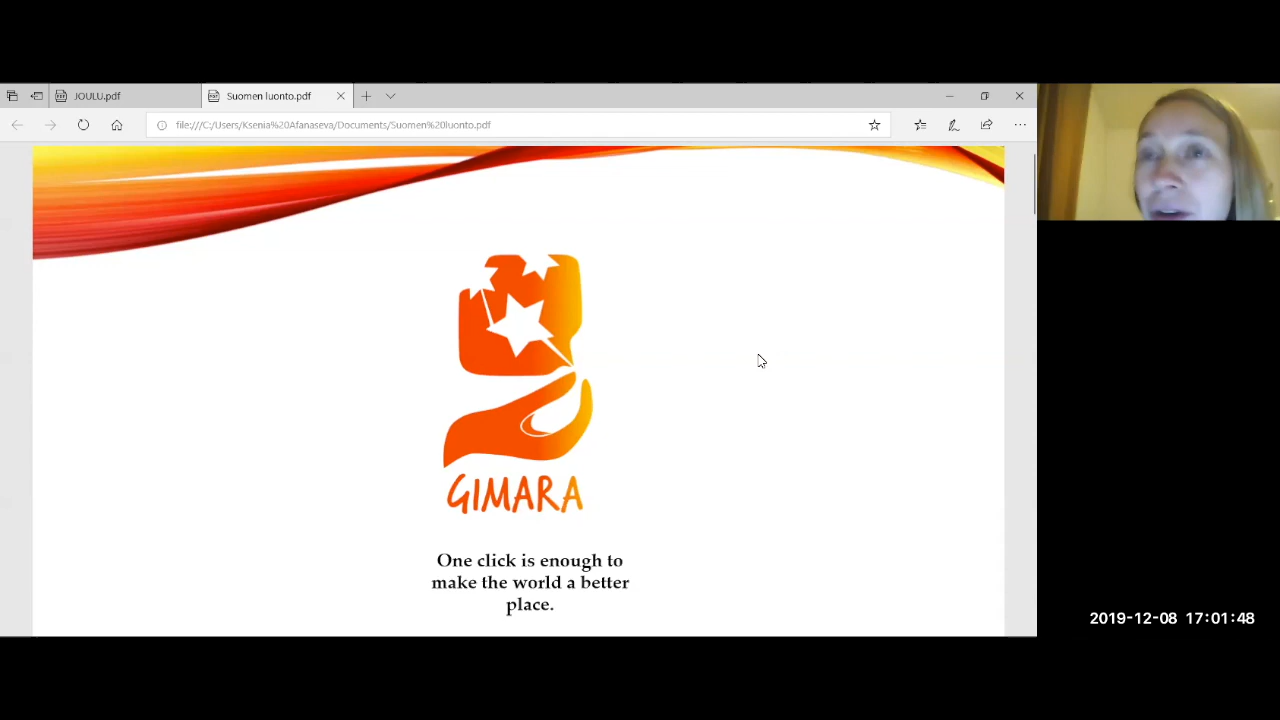 JOULU.pdf
Suomen luonto.pdf
file:///C:/Users/Ksenia%20Afanaseva/Documents/Suomen%20luonto.pdf
GIMARA
One click is enough to
make the world a better
place.
2019-12-08 17:01:48